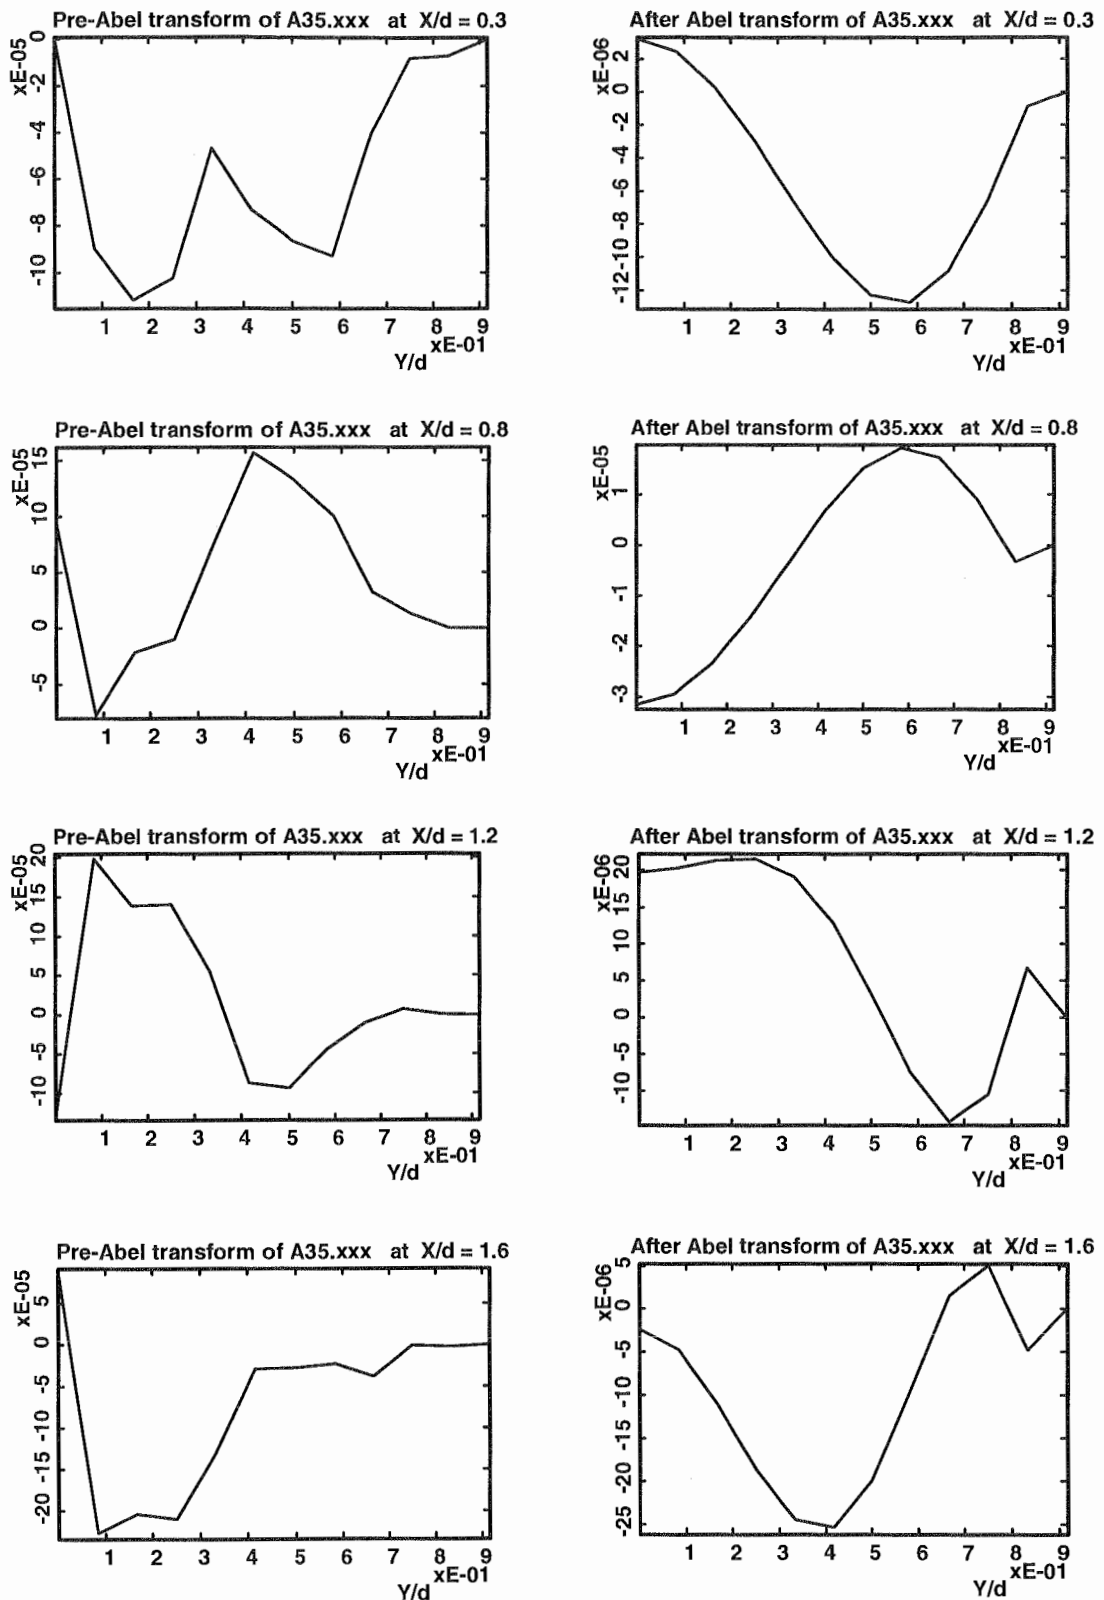 Pre-Abel transform of A35.xxx at X/d = 0.3
xE-05
0
-2
-4
-6
-8
-10
1 2 3 4 5 6 7 8 9
xE-01
Y/d
After Abel transform of A35.xxx at X/d = 0.3
xE-06
2
0
-2
-4
-6
-8
-10
-12
1 2 3 4 5 6 7 8 9
xE-01
Y/d
Pre-Abel transform of A35.xxx at X/d = 0.8
xE-05
15
10
5
0
-5
1 2 3 4 5 6 7 8 9
xE-01
Y/d
After Abel transform of A35.xxx at X/d = 0.8
xE-05
1
0
-1
-2
-3
1 2 3 4 5 6 7 8 9
xE-01
Y/d
Pre-Abel transform of A35.xxx at X/d = 1.2
xE-05
20
15
10
5
0
-5
-10
1 2 3 4 5 6 7 8 9
xE-01
Y/d
After Abel transform of A35.xxx at X/d = 1.2
xE-06
20
15
10
5
0
-5
-10
1 2 3 4 5 6 7 8 9
xE-01
Y/d
Pre-Abel transform of A35.xxx at X/d = 1.6
xE-05
5
0
-5
-10
-15
-20
1 2 3 4 5 6 7 8 9
xE-01
Y/d
After Abel transform of A35.xxx at X/d = 1.6
xE-06
5
0
-5
-10
-15
-20
-25
1 2 3 4 5 6 7 8 9
xE-01
Y/d